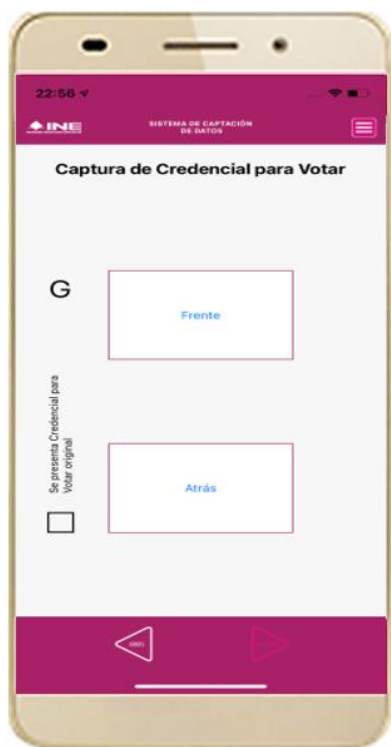 22:56
INE
SISTEMA DE CAPTACIÓN
DE DATOS
Captura de Credencial para Votar
G
Frente
Se presenta Credencial para
Votar original
Atrás